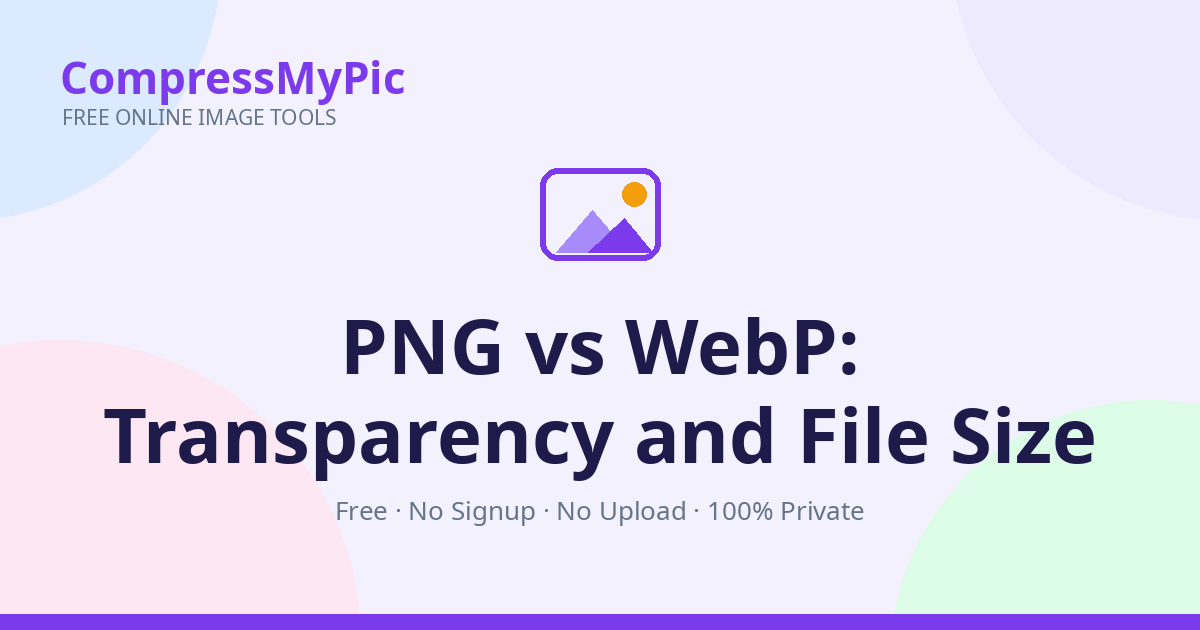 CompressMyPic
FREE ONLINE IMAGE TOOLS
PNG vs WebP:
Transparency and File Size
Free · No Signup · No Upload · 100% Private